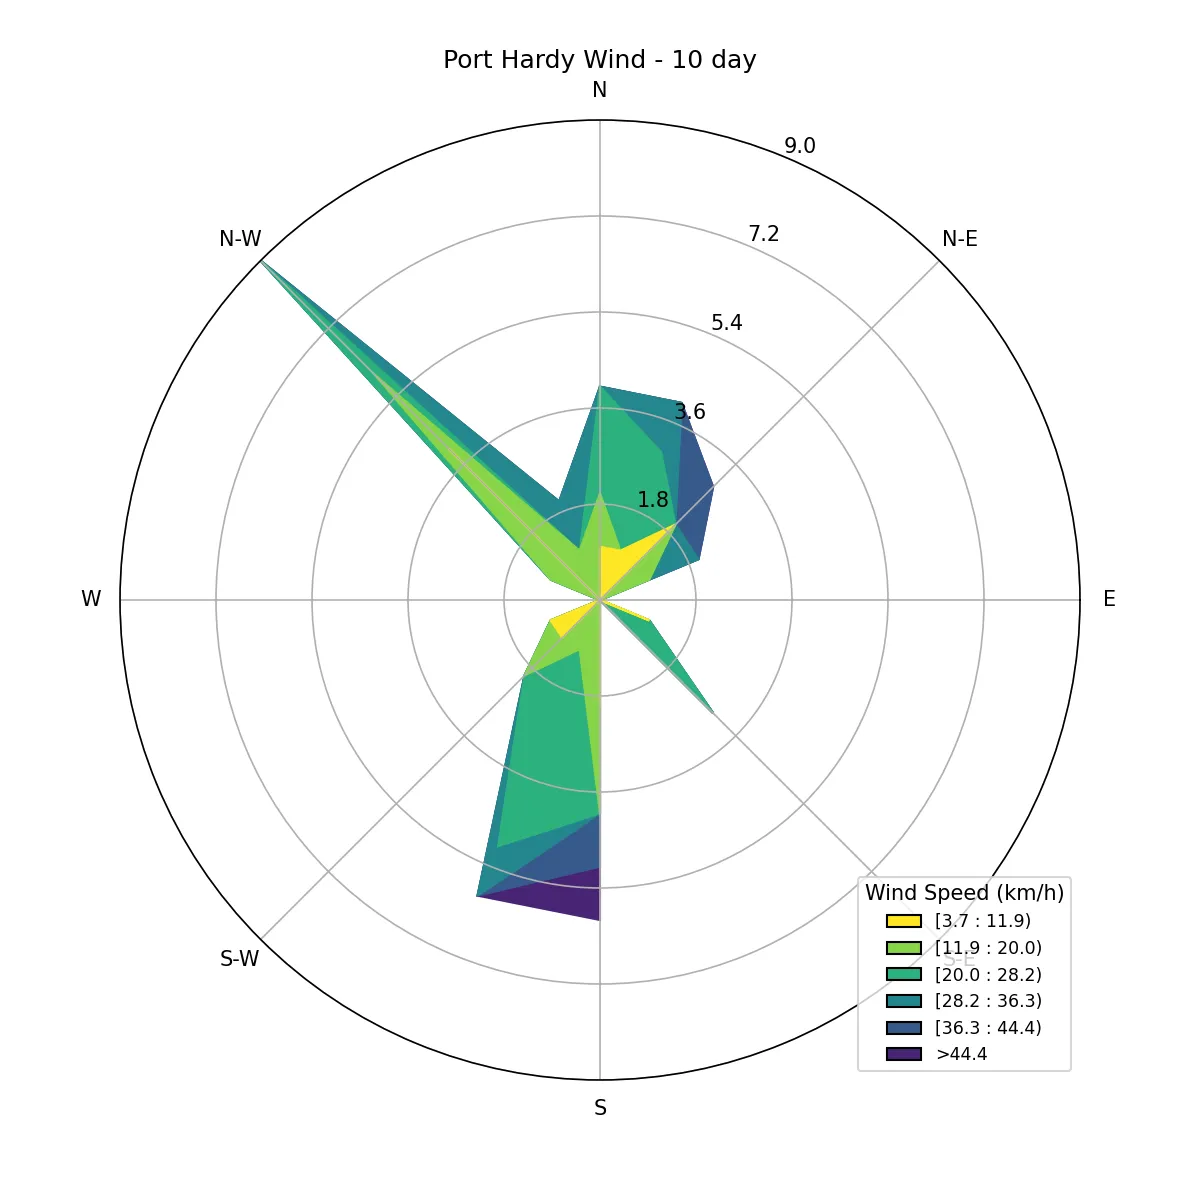 Port Hardy Wind - 10 day
N
9.0
N-W
N-E
7.2
5.4
3.6
1.8
W
E
S-W
S-E
Wind Speed (km/h)
[3.7 : 11.9)
[11.9 : 20.0)
[20.0 : 28.2)
[28.2 : 36.3)
[36.3 : 44.4)
>44.4
S